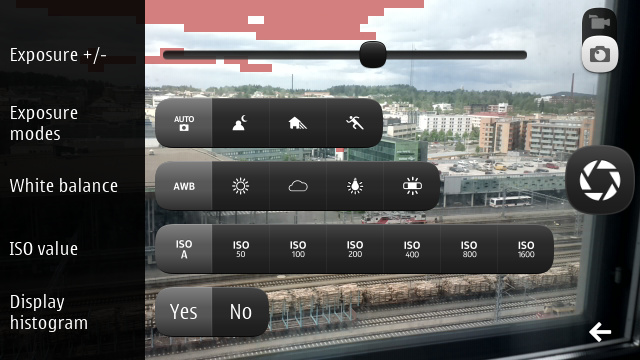 Exposure +/-
Exposure
modes
AUTO
White balance
AWB
ISO value
ISO
A
ISO
50
ISO
100
ISO
200
ISO
400
ISO
800
ISO
1600
Display
histogram
Yes
No